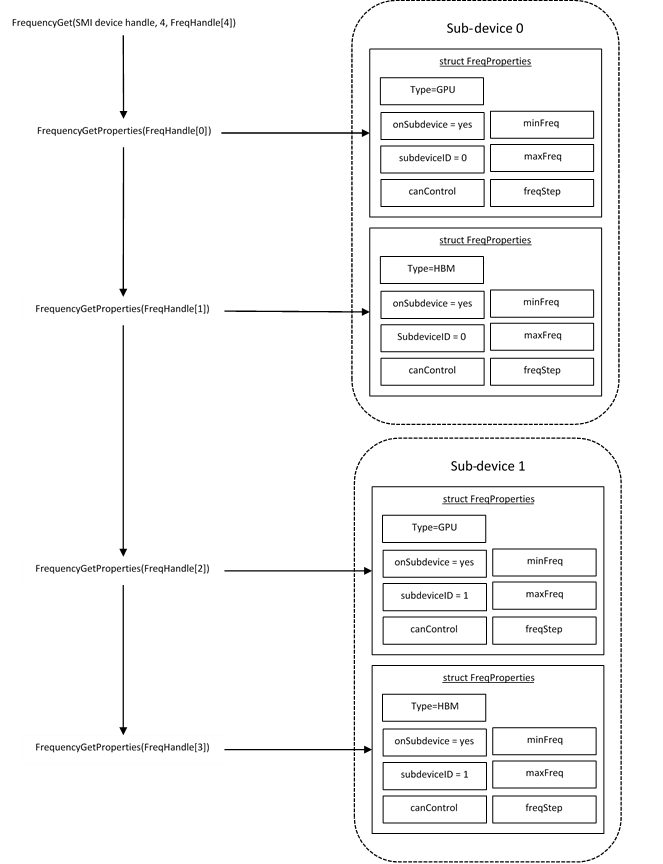 FrequencyGet(SMI device handle, 4, FreqHandle[4])
FrequencyGetProperties(FreqHandle[0])
Sub-device 0
struct FreqProperties
Type=GPU
onSubdevice = yes
minFreq
subdeviceID = 0
maxFreq
canControl
freqStep
FrequencyGetProperties(FreqHandle[1])
struct FreqProperties
Type=HBM
onSubdevice = yes
minFreq
SubdeviceID = 0
maxFreq
canControl
freqStep
FrequencyGetProperties(FreqHandle[2])
Sub-device 1
struct FreqProperties
Type=GPU
onSubdevice = yes
minFreq
subdeviceID = 1
maxFreq
canControl
freqStep
FrequencyGetProperties(FreqHandle[3])
struct FreqProperties
Type=HBM
onSubdevice = yes
minFreq
subdeviceID = 1
maxFreq
canControl
freqStep